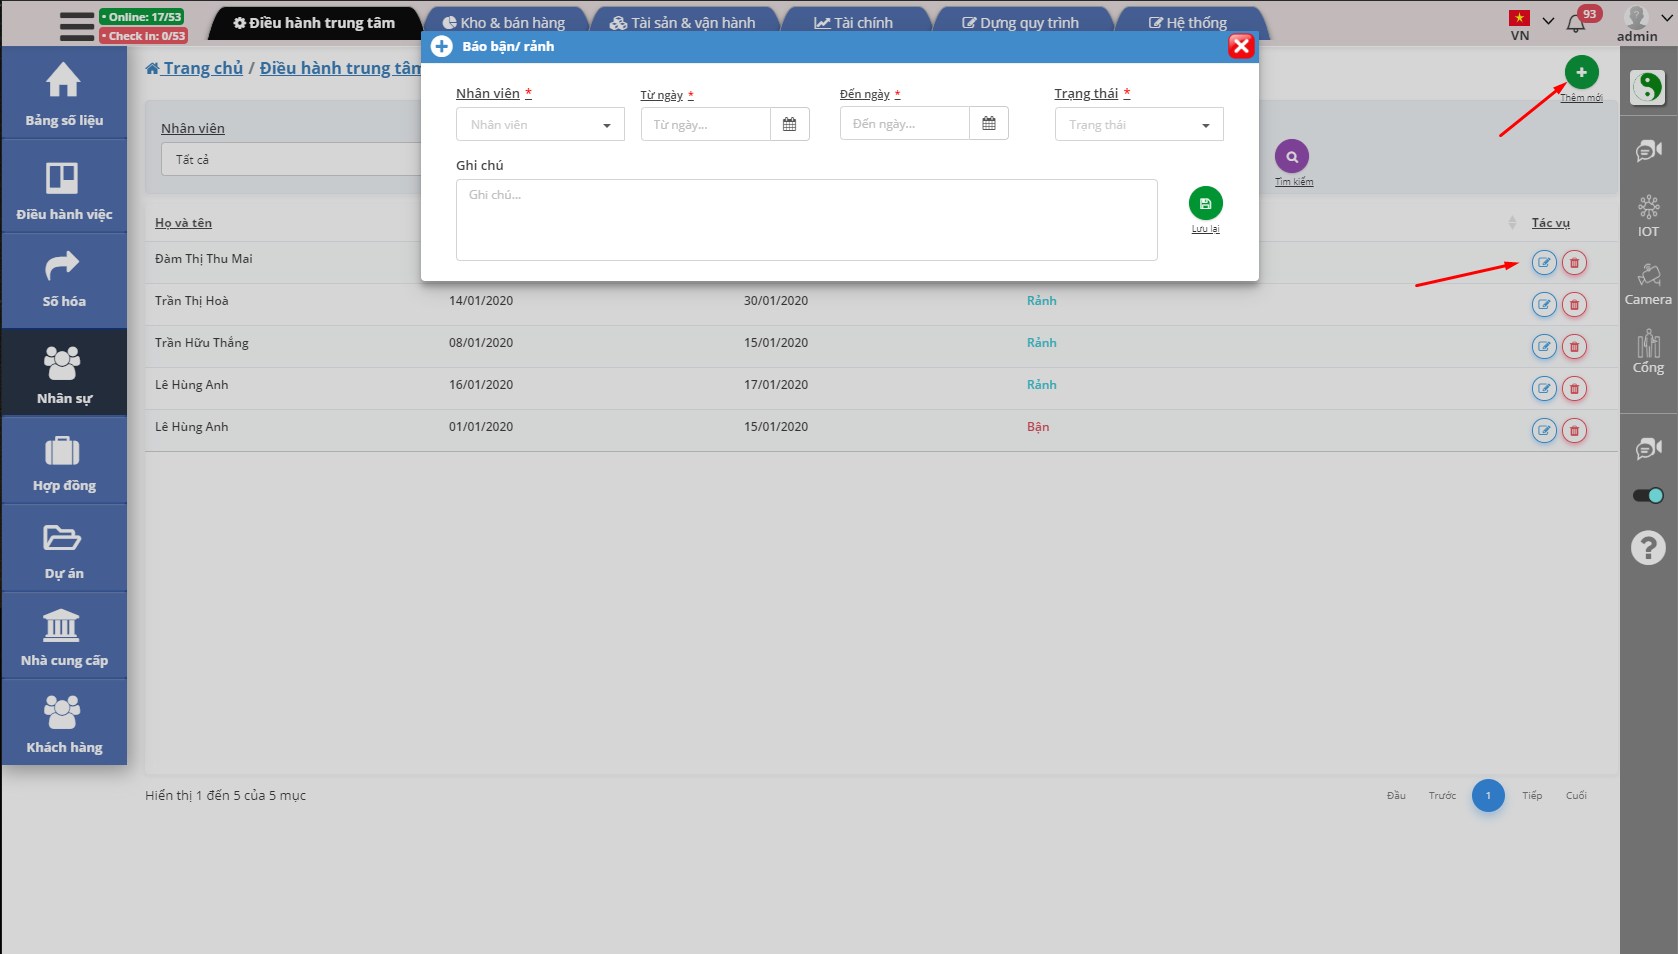 • Online: 17/53
• Check in: 0/53
Điều hành trung tâm
Kho & bán hàng
Tài sản & vận hành
Tài chính
Dựng quy trình
Hệ thống
VN
93
admin
Báo bận/ rảnh
Trang chủ / Điều hành trung tâm
Thêm mới
Nhân viên
Tất cả
Tìm kiếm
Nhân viên *
Từ ngày *
Đến ngày *
Trạng thái *
Nhân viên
Từ ngày...
Đến ngày...
Trạng thái
Ghi chú
Ghi chú...
Lưu lại
Bảng số liệu
Điều hành việc
Số hóa
Nhân sự
Hợp đồng
Dự án
Nhà cung cấp
Khách hàng
Họ và tên
Tác vụ
Đàm Thị Thu Mai
Trần Thị Hoà 14/01/2020 30/01/2020 Rảnh
Trần Hữu Thắng 08/01/2020 15/01/2020 Rảnh
Lê Hùng Anh 16/01/2020 17/01/2020 Rảnh
Lê Hùng Anh 01/01/2020 15/01/2020 Bận
Hiển thị 1 đến 5 của 5 mục
Đầu Trước 1 Tiếp Cuối
IOT
Camera
Cổng